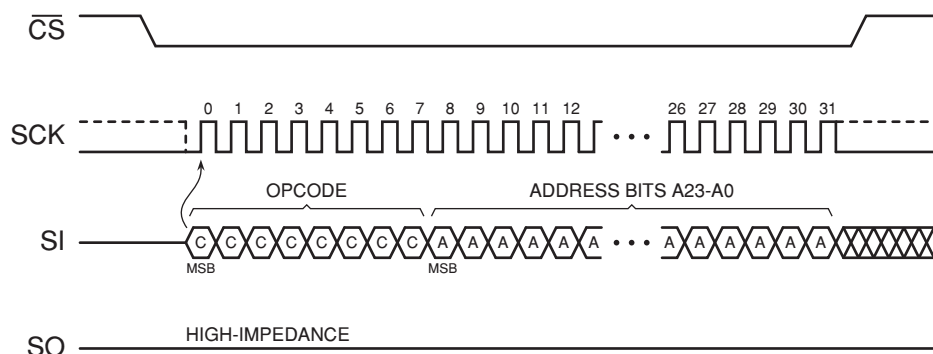 CS
0 1 2 3 4 5 6 7 8 9 10 11 12 26 27 28 29 30 31
SCK
OPCODE ADDRESS BITS A23-A0
SI C C C C C C C C A A A A A A A A A A A A
MSB MSB
HIGH-IMPEDANCE
SO